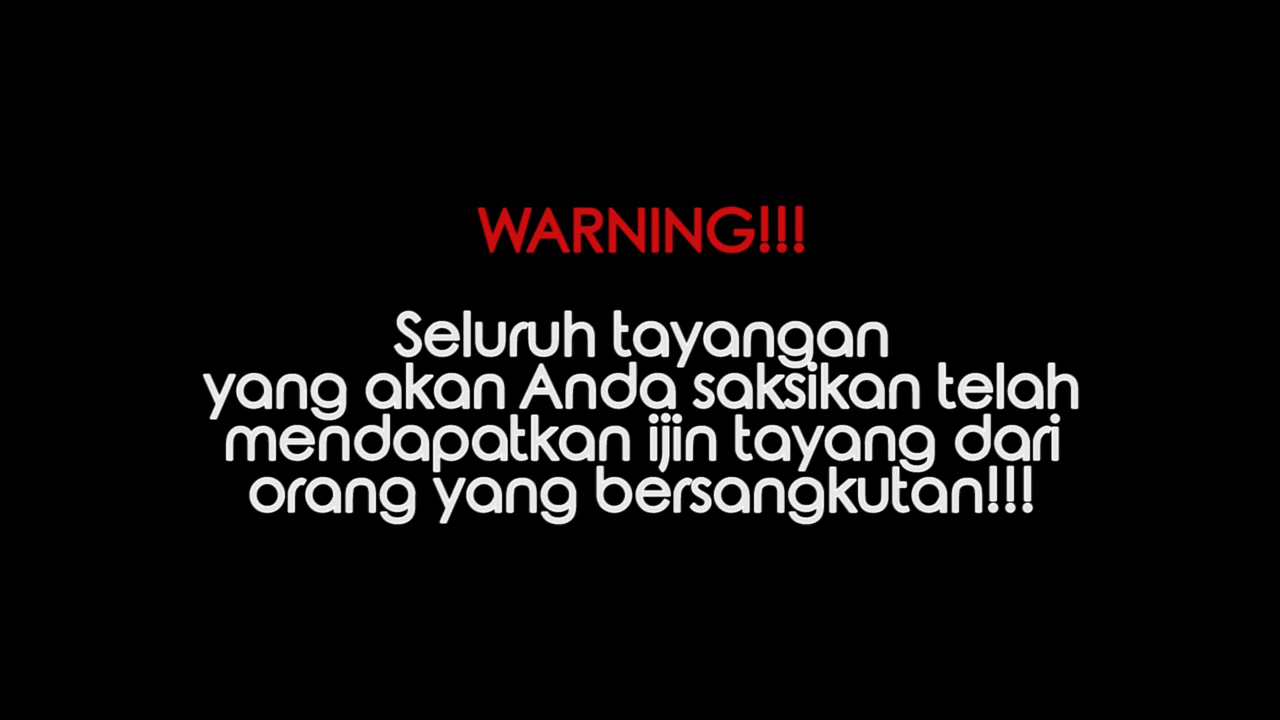 WARNING!!!
Seluruh tayangan
yang akan Anda saksikan telah
mendapatkan ijin tayang dari
orang yang bersangkutan!!!